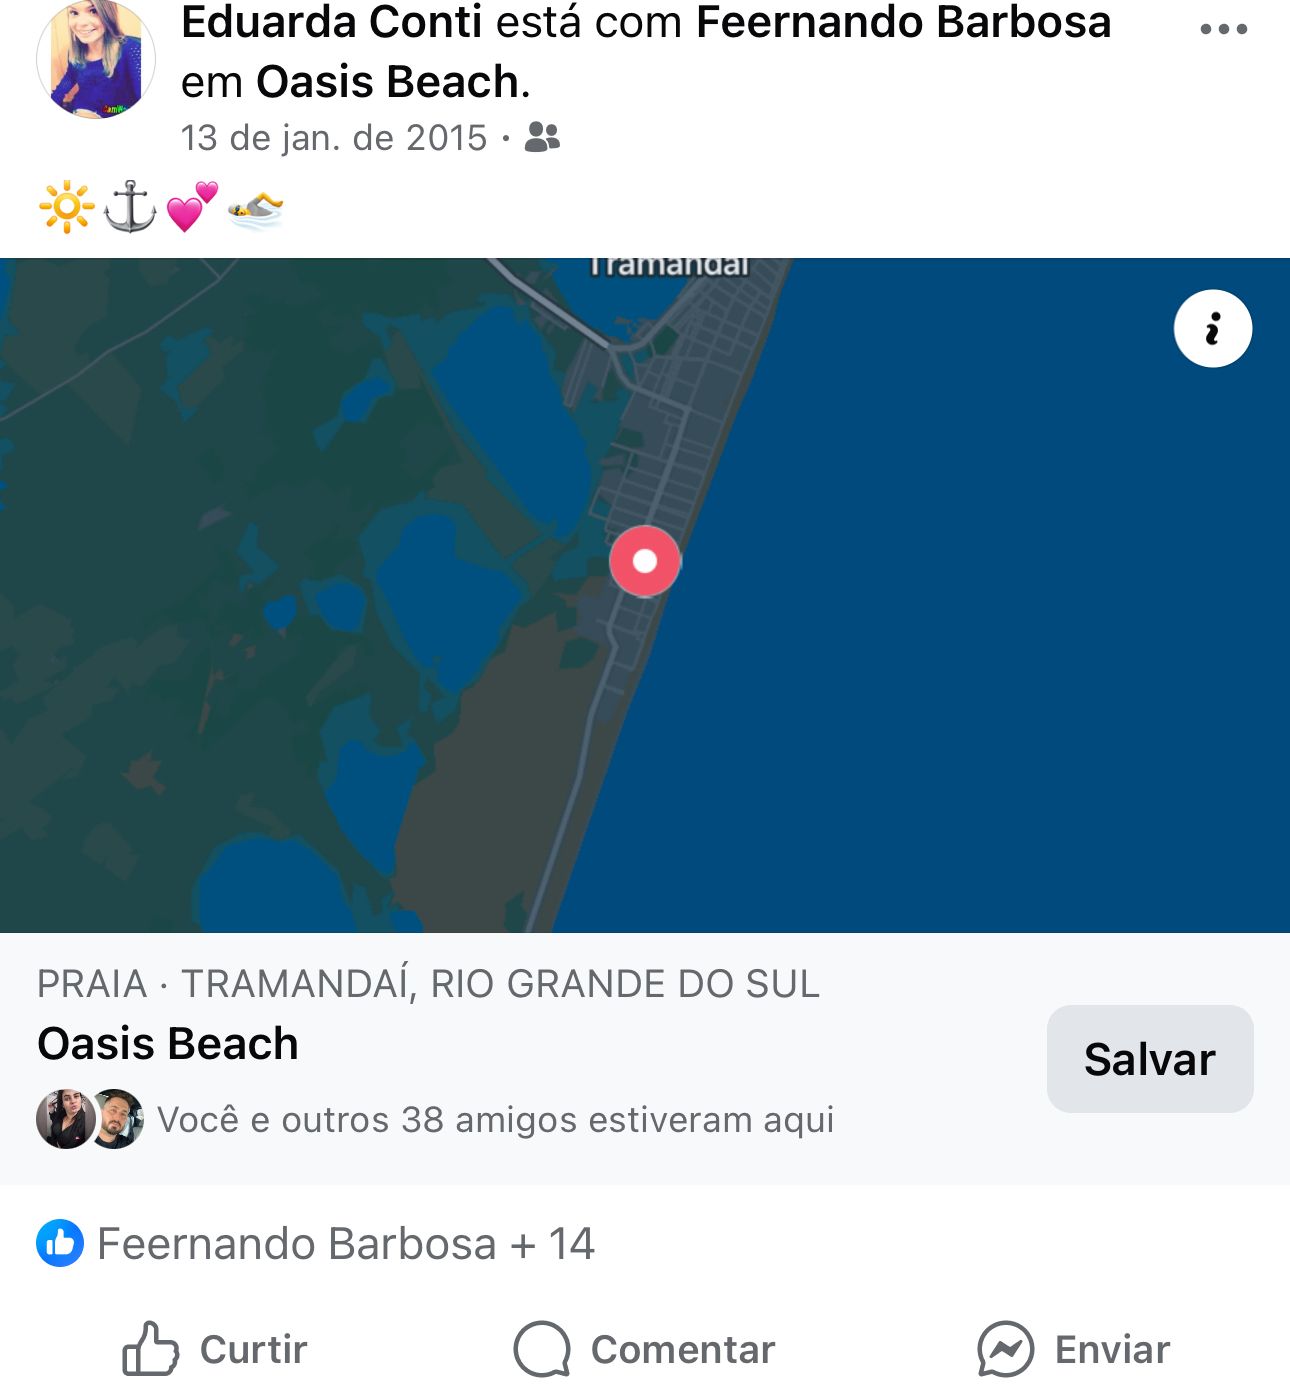 Eduarda Conti está com Feernando Barbosa
em Oasis Beach.
13 de jan. de 2015 ·
Tramandaí
PRAIA · TRAMANDAÍ, RIO GRANDE DO SUL
Oasis Beach
Salvar
Você e outros 38 amigos estiveram aqui
Feernando Barbosa + 14
Curtir
Comentar
Enviar